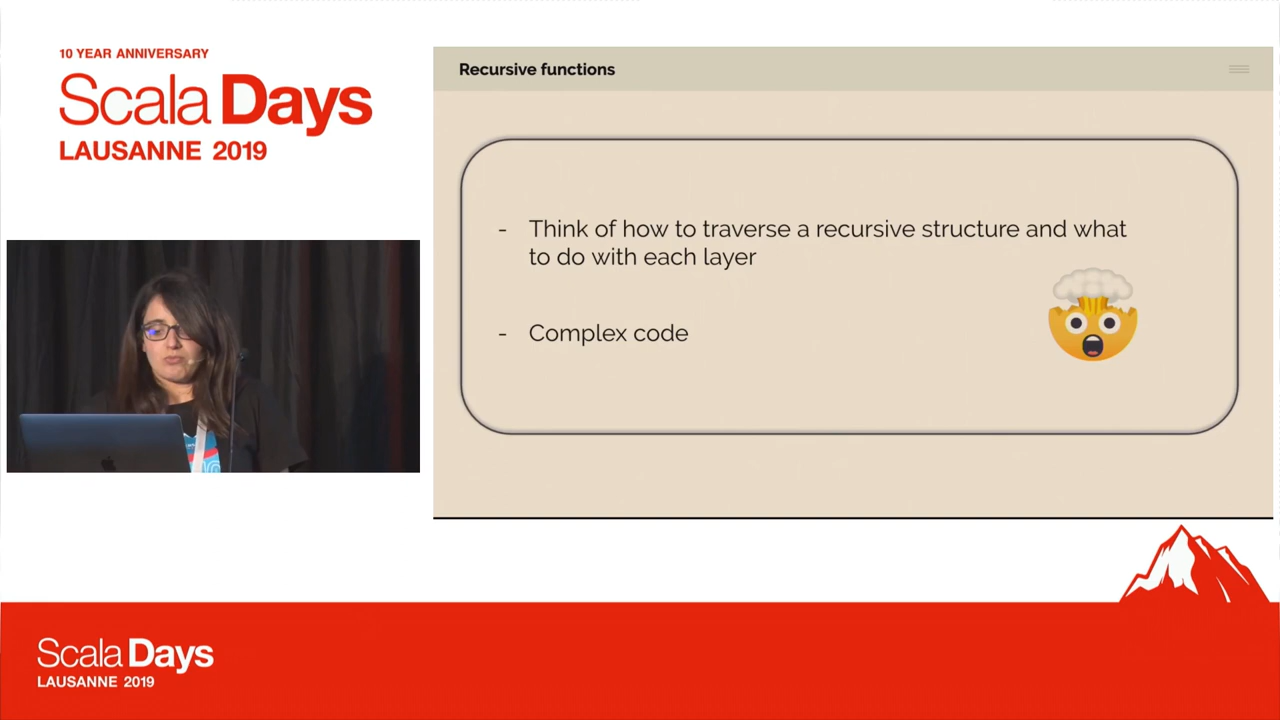 10 YEAR ANNIVERSARY
Scala Days
LAUSANNE 2019
Recursive functions
- Think of how to traverse a recursive structure and what
to do with each layer
- Complex code
Scala Days
LAUSANNE 2019